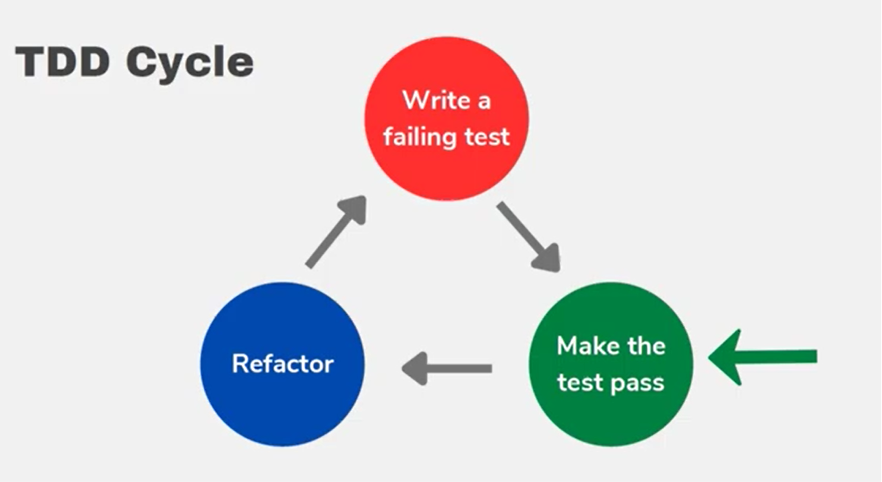 TDD Cycle
Write a
failing test
Refactor
Make the
test pass